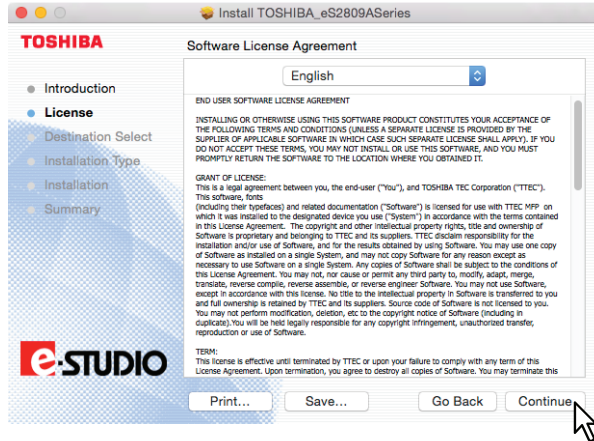 Install TOSHIBA_eS2809ASeries
TOSHIBA
Software License Agreement
English
Introduction
License
Destination Select
Installation Type
Installation
Summary
END USER SOFTWARE LICENSE AGREEMENT
INSTALLING OR OTHERWISE USING THIS SOFTWARE PRODUCT CONSTITUTES YOUR ACCEPTANCE OF
THE FOLLOWING TERMS AND CONDITIONS (UNLESS A SEPARATE LICENSE IS PROVIDED BY THE
SUPPLIER OF APPLICABLE SOFTWARE IN WHICH CASE SUCH SEPARATE LICENSE SHALL APPLY). IF YOU
DO NOT ACCEPT THESE TERMS, YOU MAY NOT INSTALL OR USE THIS SOFTWARE, AND YOU MUST
PROMPTLY RETURN THE SOFTWARE TO THE LOCATION WHERE YOU OBTAINED IT.
GRANT OF LICENSE:
This is a legal agreement between you, the end-user ("You"), and TOSHIBA TEC Corporation ("TTEC").
This software, fonts
(including their typefaces) and related documentation ("Software") is licensed for use with TTEC MFP on
which it was installed to the designated device you use ("System") in accordance with the terms contained
in this License Agreement. The copyright and other intellectual property rights, title and ownership of
Software is proprietary and belonging to TTEC and its suppliers. TTEC disclaim responsibility for the
installation and/or use of Software, and for the results obtained by using Software. You may use one copy
of Software as installed on a single System, and may not copy Software for any reason except as
necessary to use Software on a single System. Any copies of Software shall be subject to the conditions of
this License Agreement. You may not, nor cause or permit any third party to, modify, adapt, merge,
translate, reverse compile, reverse assemble, or reverse engineer Software. You may not use Software,
except in accordance with this license. No title to the intellectual property in Software is transferred to you
and full ownership is retained by TTEC and its suppliers. Source code of Software is not licensed to you.
You may not perform modification, deletion, etc to the copyright notice of Software (including in
duplicate).You will be held legally responsible for any copyright infringement, unauthorized transfer,
reproduction or use of Software.
TERM:
This license is effective until terminated by TTEC or upon your failure to comply with any term of this
License Agreement. Upon termination, you agree to destroy all copies of Software. You may terminate this
e-STUDIO
Print...
Save...
Go Back
Continue